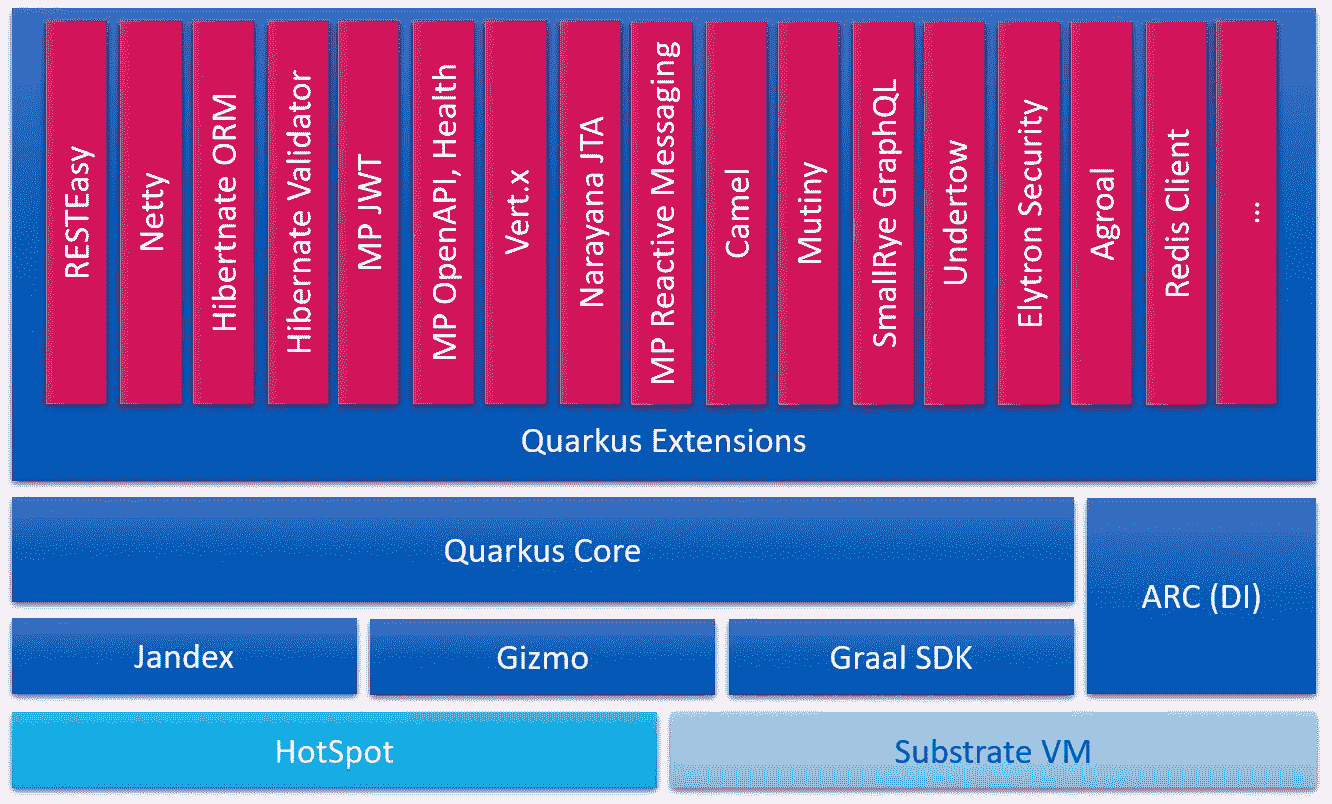 RESTEasy
Netty
Hibertnate ORM
Hibernate Validator
MP JWT
MP OpenAPI, Health
Vert.x
Narayana JTA
MP Reactive Messaging
Camel
Mutiny
SmallRye GraphQL
Undertow
Elytron Security
Agroal
Redis Client
...
Quarkus Extensions
Quarkus Core
ARC (DI)
Jandex
Gizmo
Graal SDK
HotSpot
Substrate VM